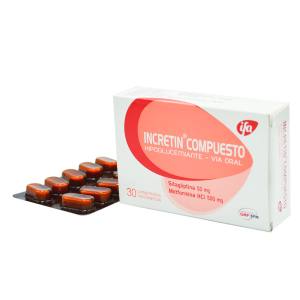 ifa
INCRETIN® COMPUESTO
HIPOGLUCEMIANTE - VIA ORAL
Sitagliptina 50 mg
Metformina HCl 500 mg
30